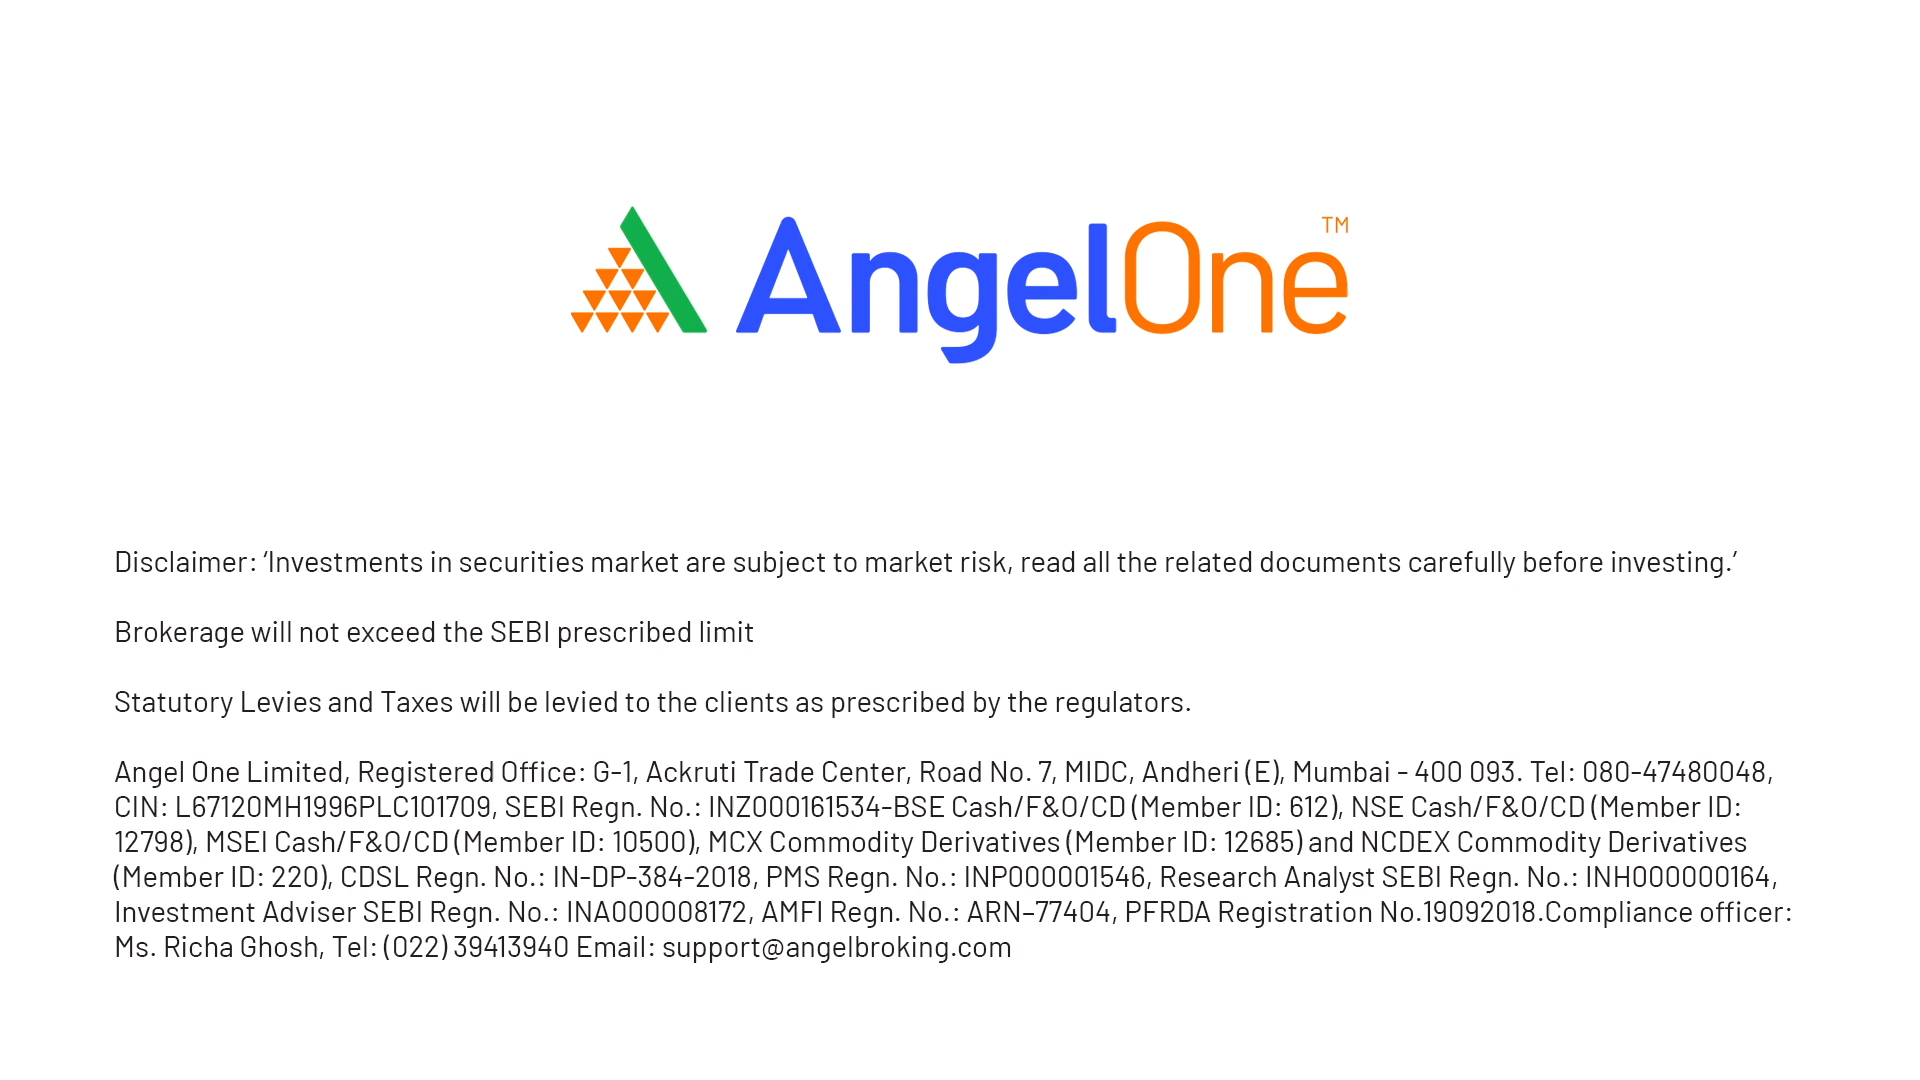 AngelOne™
Disclaimer: ‘Investments in securities market are subject to market risk, read all the related documents carefully before investing.’
Brokerage will not exceed the SEBI prescribed limit
Statutory Levies and Taxes will be levied to the clients as prescribed by the regulators.
Angel One Limited, Registered Office: G-1, Ackruti Trade Center, Road No. 7, MIDC, Andheri (E), Mumbai - 400 093. Tel: 080-47480048,
CIN: L67120MH1996PLC101709, SEBI Regn. No.: INZ000161534-BSE Cash/F&O/CD (Member ID: 612), NSE Cash/F&O/CD (Member ID:
12798), MSEI Cash/F&O/CD (Member ID: 10500), MCX Commodity Derivatives (Member ID: 12685) and NCDEX Commodity Derivatives
(Member ID: 220), CDSL Regn. No.: IN-DP-384-2018, PMS Regn. No.: INP000001546, Research Analyst SEBI Regn. No.: INH000000164,
Investment Adviser SEBI Regn. No.: INA000008172, AMFI Regn. No.: ARN–77404, PFRDA Registration No.19092018.Compliance officer:
Ms. Richa Ghosh, Tel: (022) 39413940 Email: support@angelbroking.com